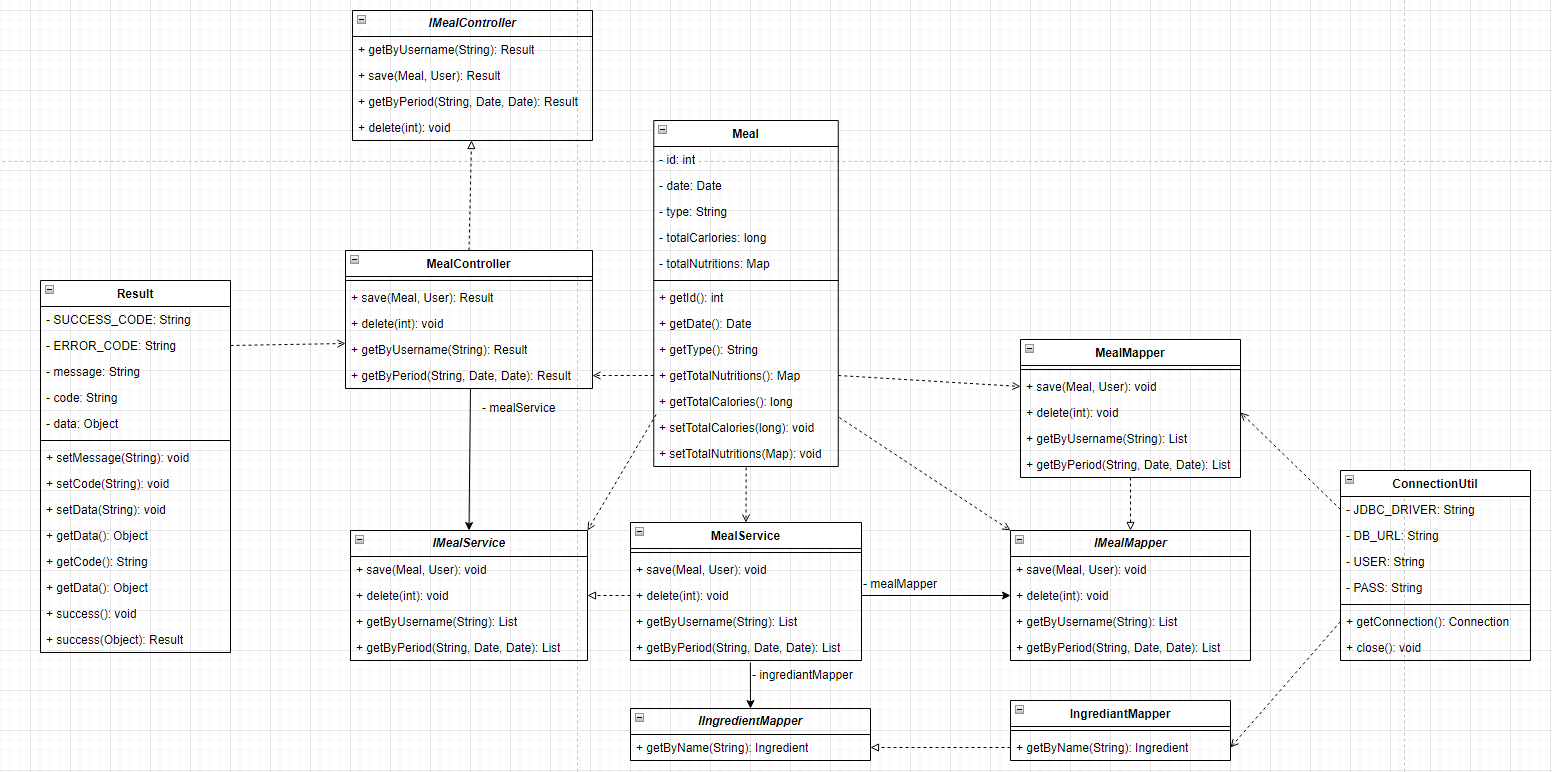 IMealController
+ getByUsername(String): Result
+ save(Meal, User): Result
+ getByPeriod(String, Date, Date): Result
+ delete(int): void
Meal
- id: int
- date: Date
- type: String
- totalCarlories: long
- totalNutritions: Map
+ getId(): int
+ getDate(): Date
+ getType(): String
+ getTotalNutritions(): Map
+ getTotalCalories(): long
+ setTotalCalories(long): void
+ setTotalNutritions(Map): void
MealController
+ save(Meal, User): Result
+ delete(int): void
+ getByUsername(String): Result
+ getByPeriod(String, Date, Date): Result
- mealService
Result
- SUCCESS_CODE: String
- ERROR_CODE: String
- message: String
- code: String
- data: Object
+ setMessage(String): void
+ setCode(String): void
+ setData(String): void
+ getData(): Object
+ getCode(): String
+ getData(): Object
+ success(): void
+ success(Object): Result
MealMapper
+ save(Meal, User): void
+ delete(int): void
+ getByUsername(String): List
+ getByPeriod(String, Date, Date): List
ConnectionUtil
- JDBC_DRIVER: String
- DB_URL: String
- USER: String
- PASS: String
+ getConnection(): Connection
+ close(): void
IMealService
+ save(Meal, User): void
+ delete(int): void
+ getByUsername(String): List
+ getByPeriod(String, Date, Date): List
MealService
+ save(Meal, User): void
+ delete(int): void
+ getByUsername(String): List
+ getByPeriod(String, Date, Date): List
- mealMapper
- ingrediantMapper
IMealMapper
+ save(Meal, User): void
+ delete(int): void
+ getByUsername(String): List
+ getByPeriod(String, Date, Date): List
IIngredientMapper
+ getByName(String): Ingredient
IngrediantMapper
+ getByName(String): Ingredient